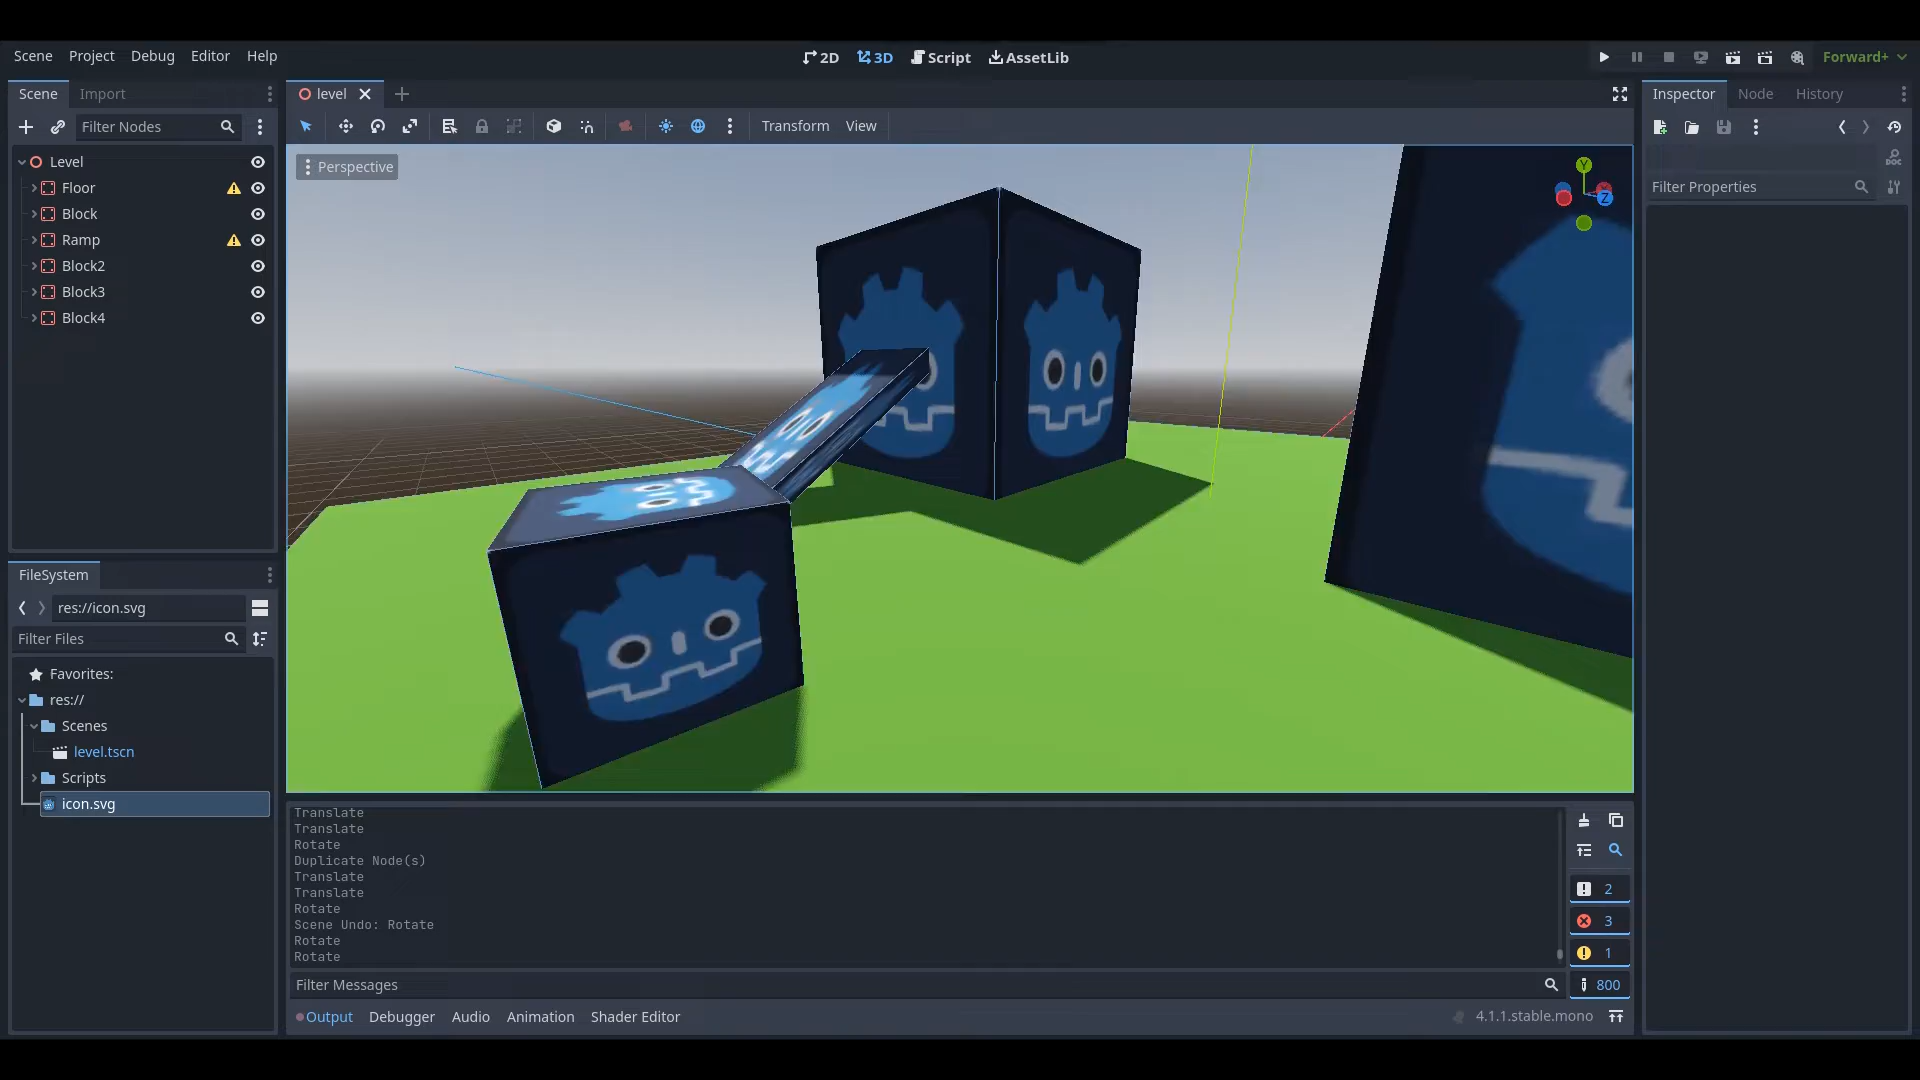 Scene Project Debug Editor Help
2D 3D Script AssetLib
Forward+
Scene Import
Filter Nodes
Level
Floor
Block
Ramp
Block2
Block3
Block4
FileSystem
res://icon.svg
Filter Files
Favorites:
res://
Scenes
level.tscn
Scripts
icon.svg
level
Transform View
Perspective
Y
X
Z
Translate
Translate
Rotate
Duplicate Node(s)
Translate
Translate
Rotate
Scene Undo: Rotate
Rotate
Rotate
2
3
1
800
Filter Messages
Output Debugger Audio Animation Shader Editor
4.1.1.stable.mono
Inspector Node History
DOC
Filter Properties